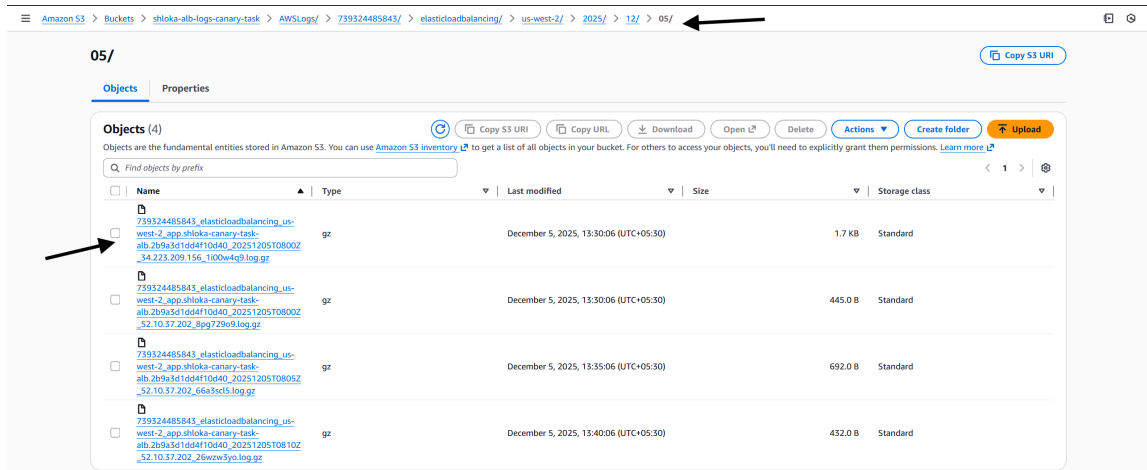 Amazon S3 > Buckets > shloka-alb-logs-canary-task > AWSLogs/ > 739324485843/ > elasticloadbalancing/ > us-west-2/ > 2025/ > 12/ > 05/
05/
Copy S3 URI
Objects Properties
Objects (4)
Copy S3 URI Copy URL Download Open Delete Actions Create folder Upload
Objects are the fundamental entities stored in Amazon S3. You can use Amazon S3 inventory to get a list of all objects in your bucket. For others to access your objects, you'll need to explicitly grant them permissions. Learn more
Find objects by prefix
< 1 >
Name Type Last modified Size Storage class
739324485843_elasticloadbalancing_us-
west-2_app.shloka-canary-task-
alb.2b9a3d1dd4f10d40_20251205T0800Z
_34.223.209.156_1i00w4q9.log.gz
gz December 5, 2025, 13:30:06 (UTC+05:30) 1.7 KB Standard
739324485843_elasticloadbalancing_us-
west-2_app.shloka-canary-task-
alb.2b9a3d1dd4f10d40_20251205T0800Z
_52.10.37.202_8pg729o9.log.gz
gz December 5, 2025, 13:30:06 (UTC+05:30) 445.0 B Standard
739324485843_elasticloadbalancing_us-
west-2_app.shloka-canary-task-
alb.2b9a3d1dd4f10d40_20251205T0805Z
_52.10.37.202_66a3scl5.log.gz
gz December 5, 2025, 13:35:06 (UTC+05:30) 692.0 B Standard
739324485843_elasticloadbalancing_us-
west-2_app.shloka-canary-task-
alb.2b9a3d1dd4f10d40_20251205T0810Z
_52.10.37.202_26wzw3yo.log.gz
gz December 5, 2025, 13:40:06 (UTC+05:30) 432.0 B Standard